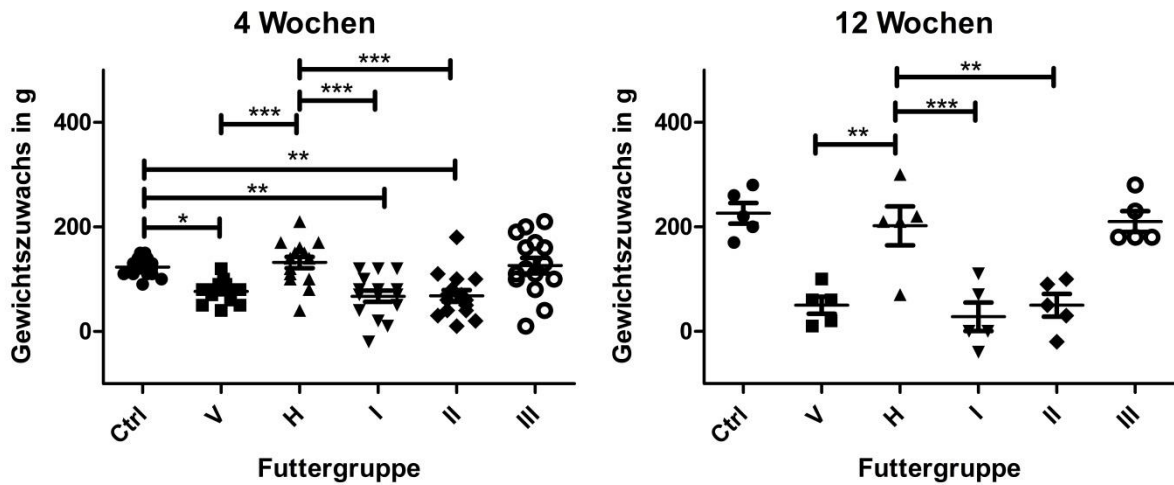 4 Wochen
Gewichtszuwachs in g
400
200
0
***
***
***
**
**
*
Ctrl
V
H
I
II
III
Futtergruppe
12 Wochen
Gewichtszuwachs in g
400
200
0
**
***
**
Ctrl
V
H
I
II
III
Futtergruppe